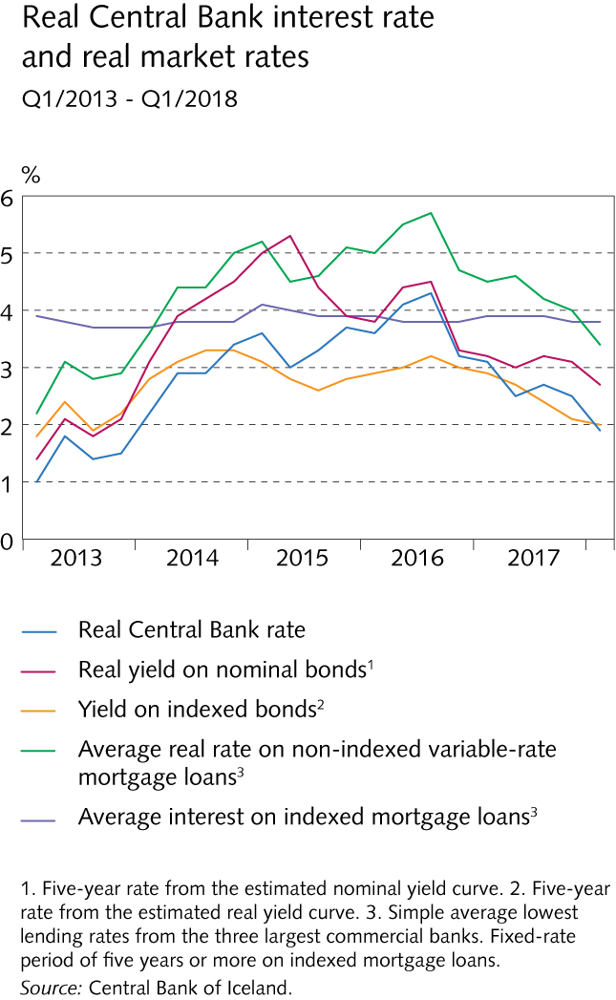 Real Central Bank interest rate
and real market rates
Q1/2013 - Q1/2018
%
6
5
4
3
2
1
0
2013 2014 2015 2016 2017
Real Central Bank rate
Real yield on nominal bonds¹
Yield on indexed bonds²
Average real rate on non-indexed variable-rate
mortgage loans³
Average interest on indexed mortgage loans³
1. Five-year rate from the estimated nominal yield curve. 2. Five-year
rate from the estimated real yield curve. 3. Simple average lowest
lending rates from the three largest commercial banks. Fixed-rate
period of five years or more on indexed mortgage loans.
Source: Central Bank of Iceland.